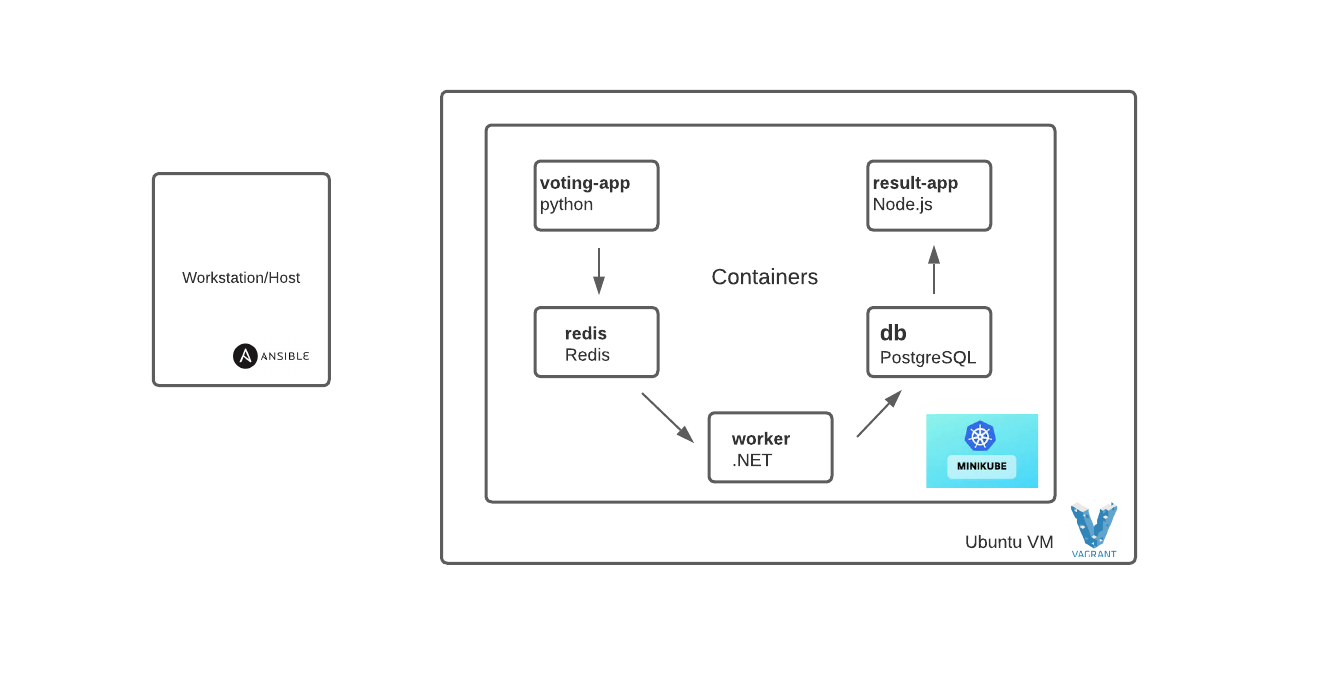 Workstation/Host
ANSIBLE
voting-app
python
result-app
Node.js
Containers
redis
Redis
db
PostgreSQL
worker
.NET
MINIKUBE
Ubuntu VM
VAGRANT